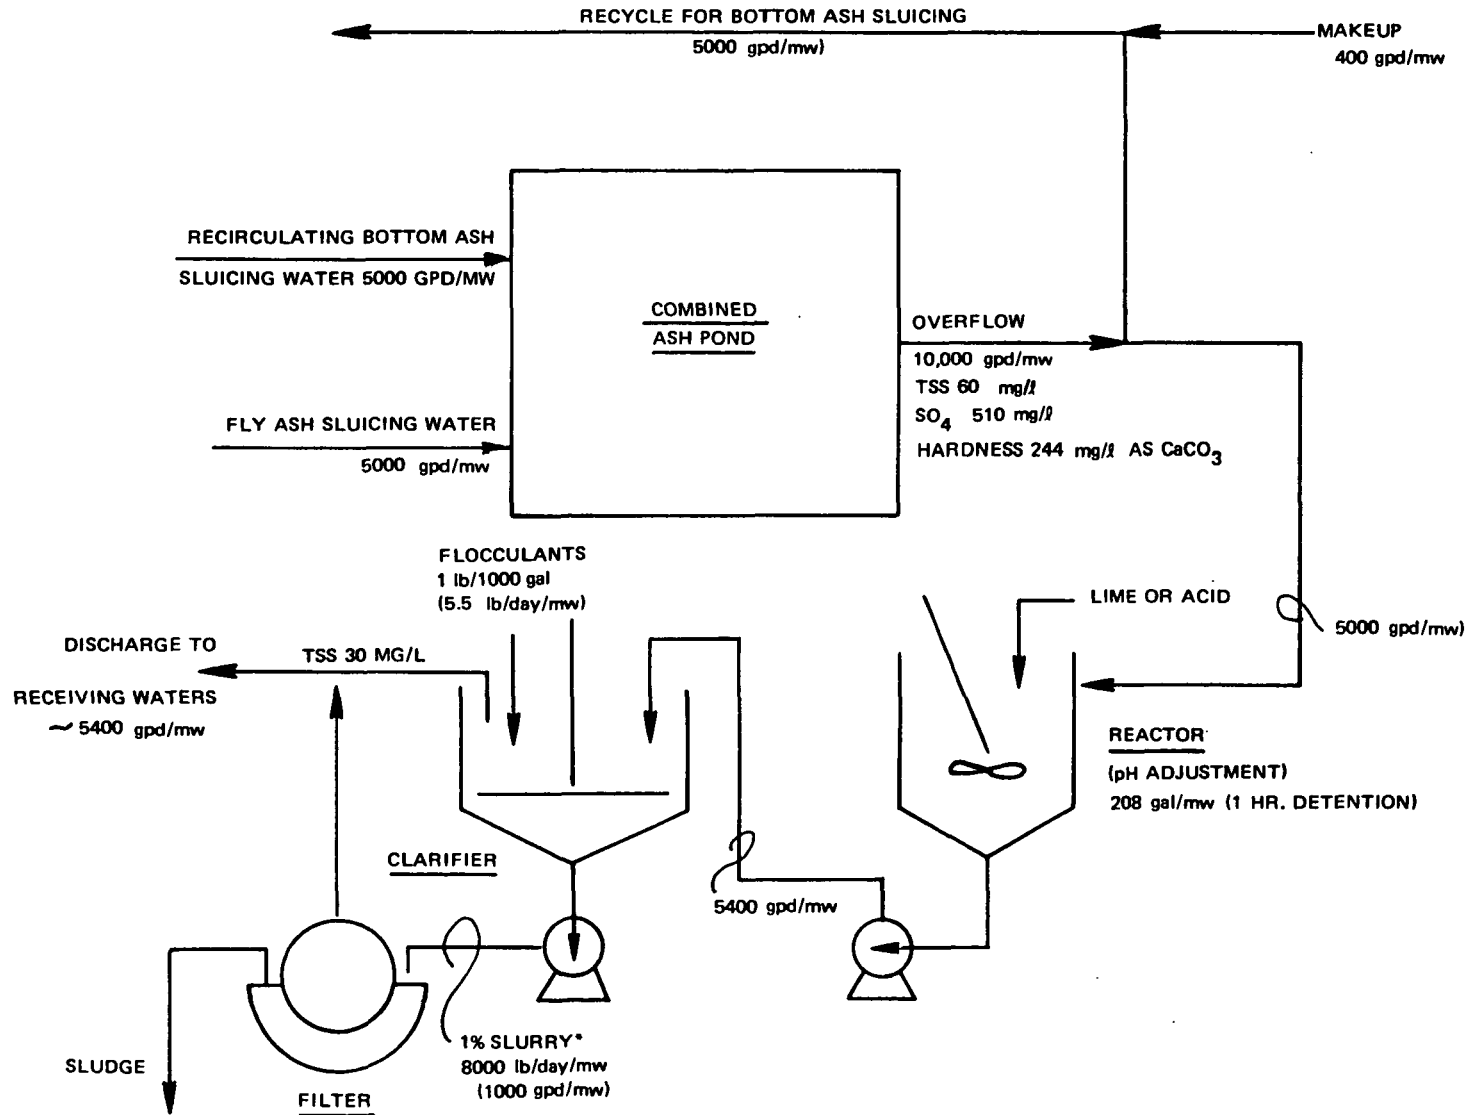 RECYCLE FOR BOTTOM ASH SLUICING
5000 gpd/mw)
MAKEUP
400 gpd/mw
RECIRCULATING BOTTOM ASH
SLUICING WATER 5000 GPD/MW
COMBINED
ASH POND
OVERFLOW
10,000 gpd/mw
TSS 60 mg/ℓ
SO4 510 mg/ℓ
HARDNESS 244 mg/ℓ AS CaCO3
FLY ASH SLUICING WATER
5000 gpd/mw
FLOCCULANTS
1 lb/1000 gal
(5.5 lb/day/mw)
LIME OR ACID
5000 gpd/mw)
DISCHARGE TO
TSS 30 MG/L
RECEIVING WATERS
~ 5400 gpd/mw
REACTOR
(pH ADJUSTMENT)
208 gal/mw (1 HR. DETENTION)
CLARIFIER
5400 gpd/mw
1% SLURRY*
8000 lb/day/mw
(1000 gpd/mw)
SLUDGE
FILTER